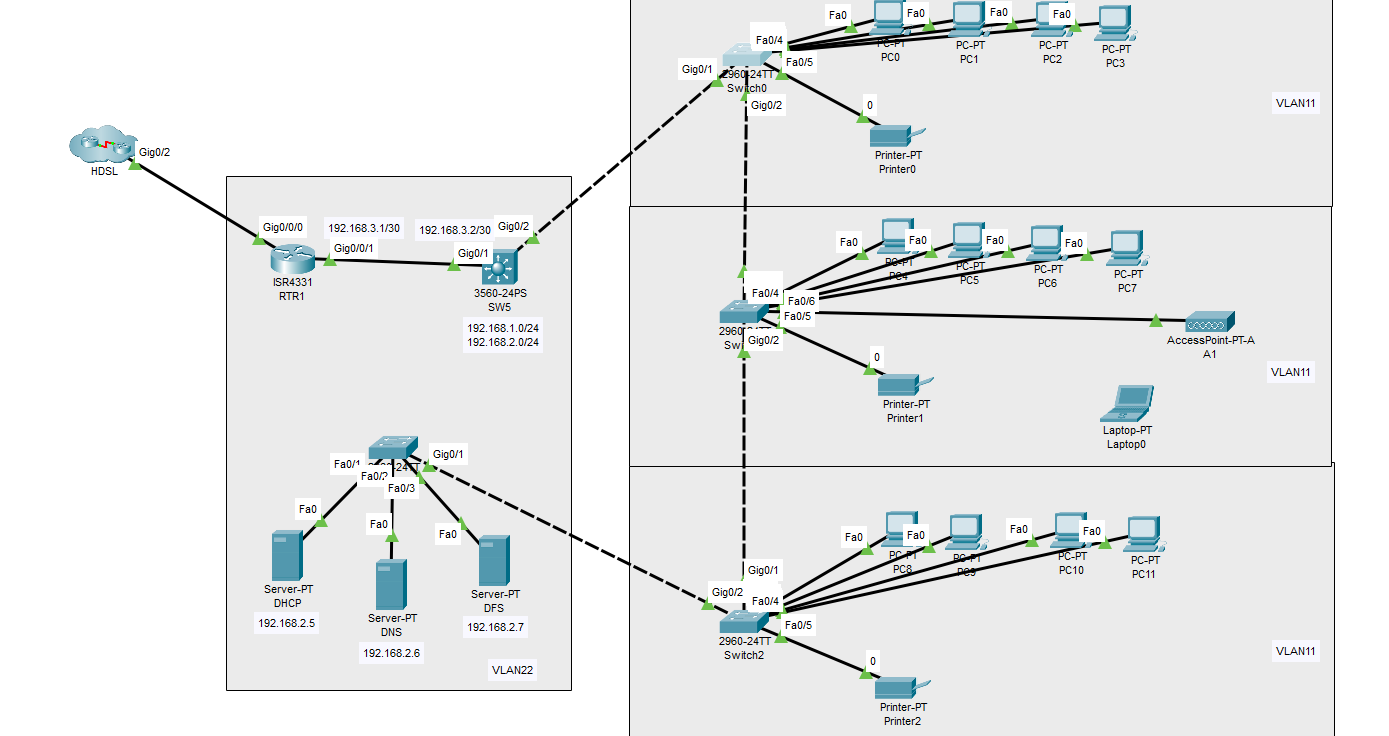 Fa0
Fa0
Fa0
Fa0
PC-PT
PC0
PC-PT
PC1
PC-PT
PC2
PC-PT
PC3
Fa0/4
Fa0/5
Gig0/1
2960-24TT
Switch0
Gig0/2
0
Printer-PT
Printer0
VLAN11
Gig0/2
HDSL
Gig0/0/0
192.168.3.1/30
192.168.3.2/30
Gig0/2
Gig0/0/1
Gig0/1
ISR4331
RTR1
3560-24PS
SW5
192.168.1.0/24
192.168.2.0/24
Fa0
Fa0
Fa0
Fa0
PC-PT
PC4
PC-PT
PC5
PC-PT
PC6
PC-PT
PC7
Fa0/4
Fa0/6
Fa0/5
Gig0/2
0
Printer-PT
Printer1
AccessPoint-PT-A
A1
VLAN11
Laptop-PT
Laptop0
Fa0/1
Fa0/2
Fa0/3
Gig0/1
Fa0
Fa0
Fa0
Server-PT
DHCP
192.168.2.5
Server-PT
DNS
192.168.2.6
Server-PT
DFS
192.168.2.7
VLAN22
Fa0
Fa0
Fa0
Fa0
PC-PT
PC8
PC-PT
PC9
PC-PT
PC10
PC-PT
PC11
Gig0/1
Gig0/2
Fa0/4
Fa0/5
2960-24TT
Switch2
0
Printer-PT
Printer2
VLAN11